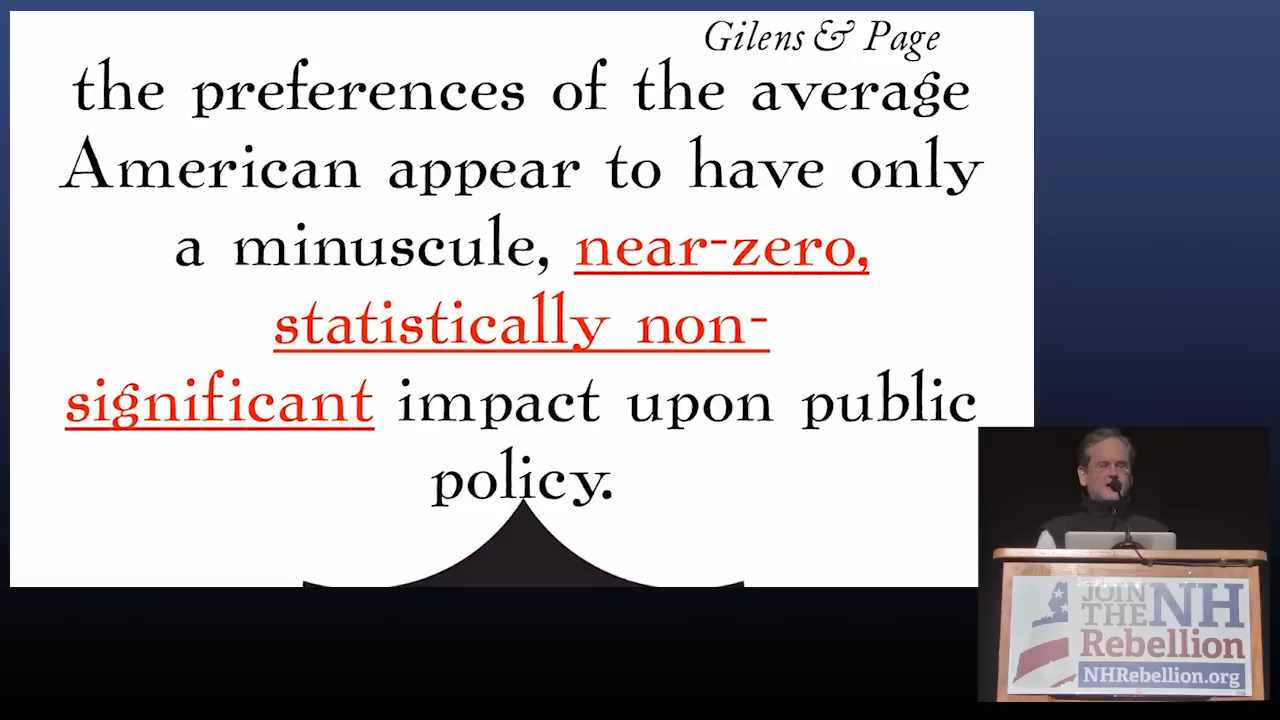 Gilens & Page
the preferences of the average
American appear to have only
a minuscule, near-zero,
statistically non-
significant impact upon public
policy.
JOIN
THE NH
Rebellion
NHRebellion.org